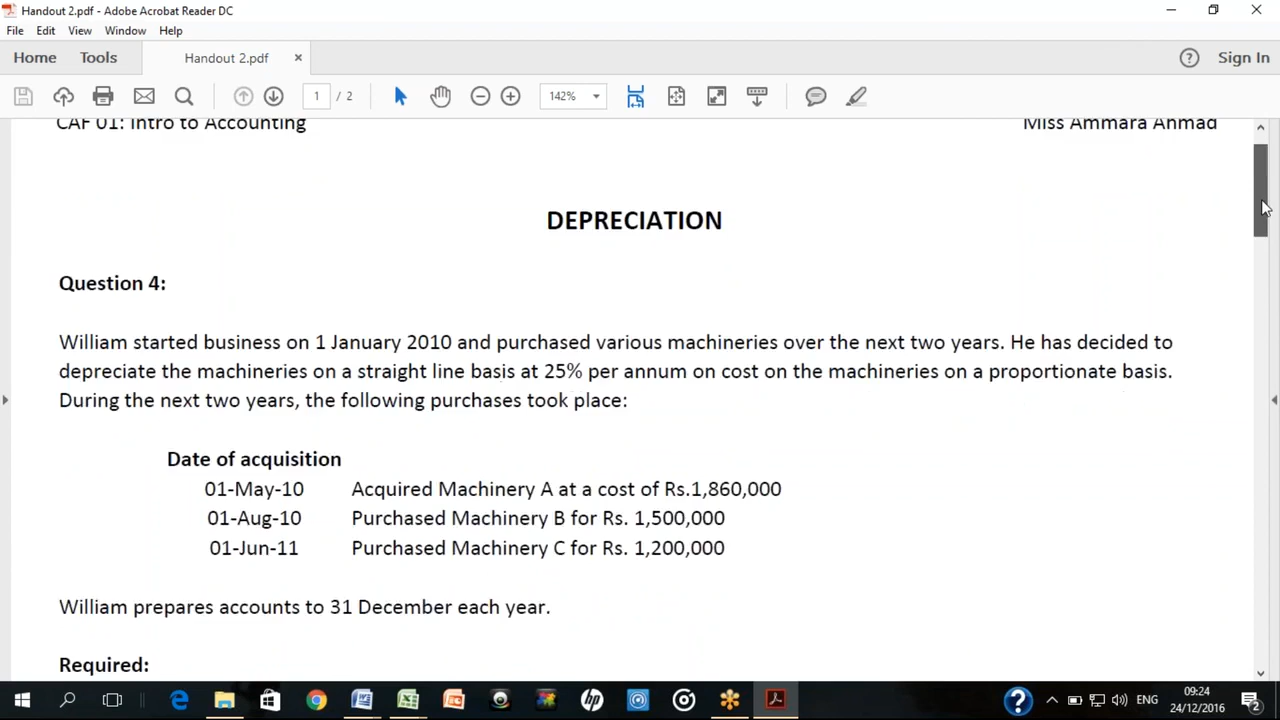 Handout 2.pdf - Adobe Acrobat Reader DC
File Edit View Window Help
Home Tools Handout 2.pdf × ? Sign In
1 / 2 142%
CAF 01: Intro to Accounting Miss Ammara Ahmad
DEPRECIATION
Question 4:
William started business on 1 January 2010 and purchased various machineries over the next two years. He has decided to
depreciate the machineries on a straight line basis at 25% per annum on cost on the machineries on a proportionate basis.
During the next two years, the following purchases took place:
Date of acquisition
01-May-10 Acquired Machinery A at a cost of Rs.1,860,000
01-Aug-10 Purchased Machinery B for Rs. 1,500,000
01-Jun-11 Purchased Machinery C for Rs. 1,200,000
William prepares accounts to 31 December each year.
Required:
hp ? ENG 09:24
24/12/2016 2